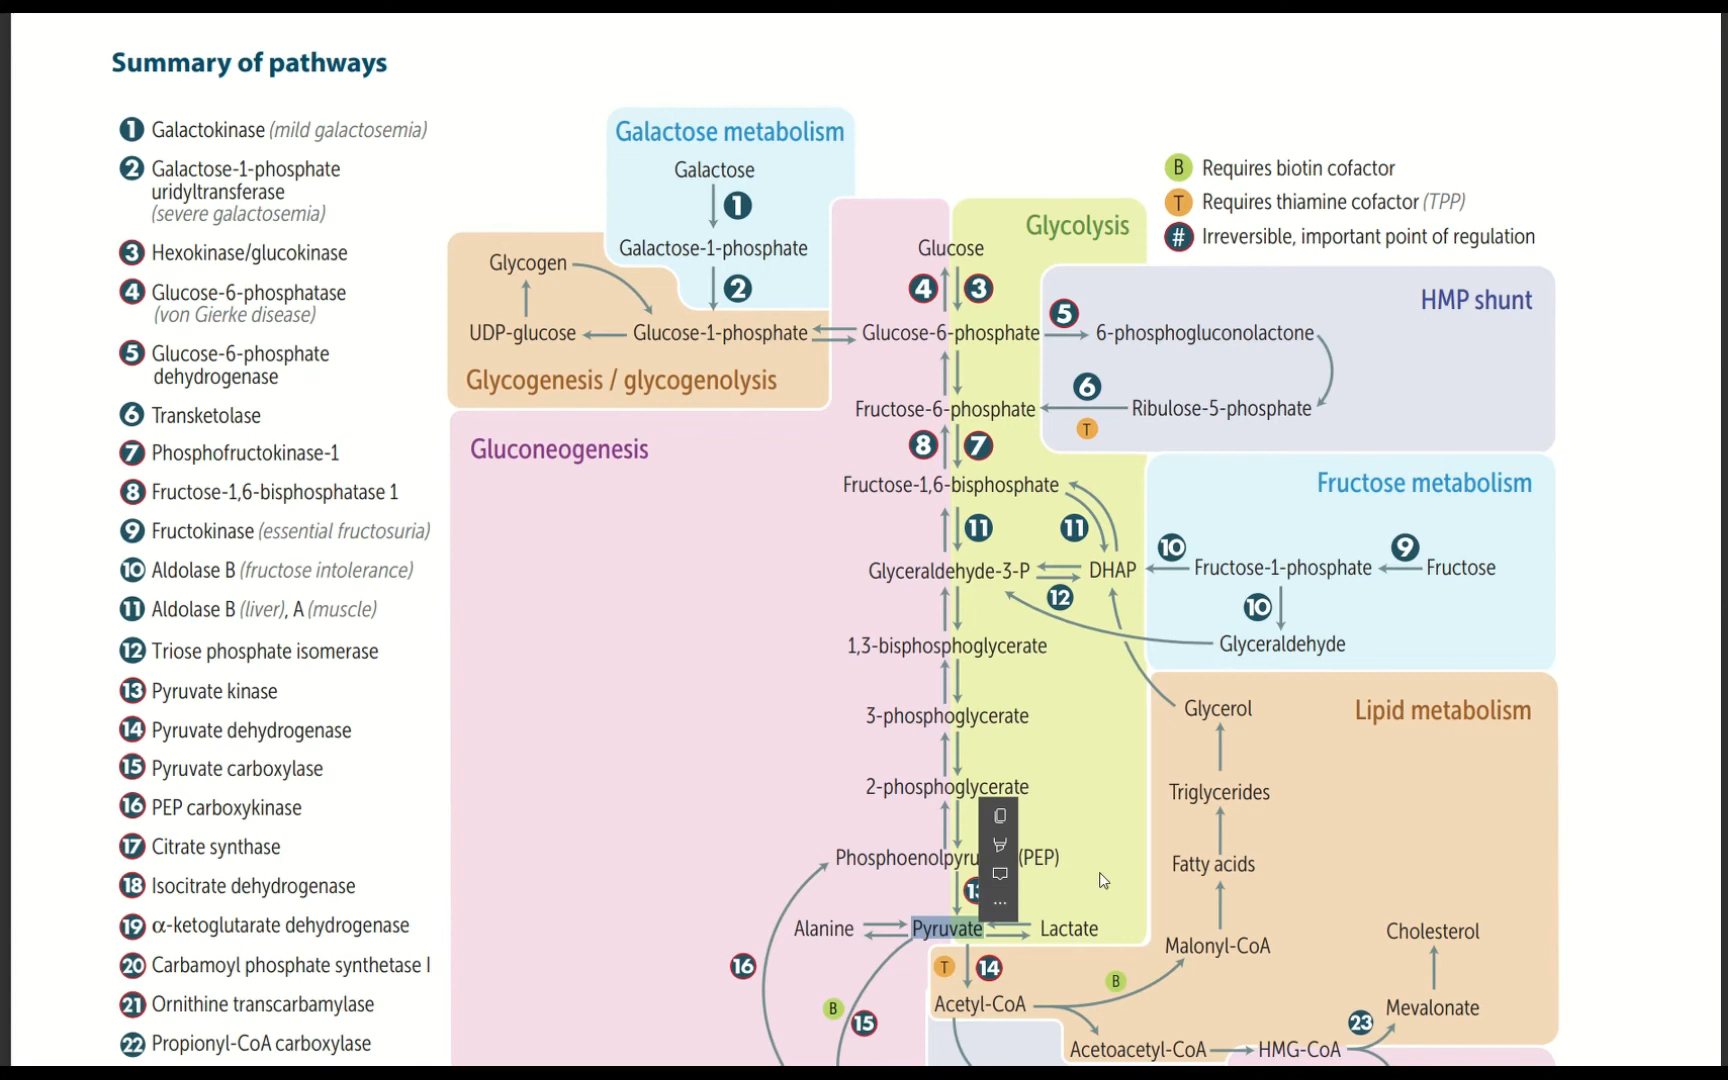 Summary of pathways
1 Galactokinase (mild galactosemia)
2 Galactose-1-phosphate
uridyltransferase
(severe galactosemia)
3 Hexokinase/glucokinase
4 Glucose-6-phosphatase
(von Gierke disease)
5 Glucose-6-phosphate
dehydrogenase
6 Transketolase
7 Phosphofructokinase-1
8 Fructose-1,6-bisphosphatase 1
9 Fructokinase (essential fructosuria)
10 Aldolase B (fructose intolerance)
11 Aldolase B (liver), A (muscle)
12 Triose phosphate isomerase
13 Pyruvate kinase
14 Pyruvate dehydrogenase
15 Pyruvate carboxylase
16 PEP carboxykinase
17 Citrate synthase
18 Isocitrate dehydrogenase
19 α-ketoglutarate dehydrogenase
20 Carbamoyl phosphate synthetase I
21 Ornithine transcarbamylase
22 Propionyl-CoA carboxylase
Galactose metabolism
Galactose
1
Galactose-1-phosphate
2
Glycogen
UDP-glucose
Glucose-1-phosphate
Glycogenesis / glycogenolysis
Gluconeogenesis
B Requires biotin cofactor
T Requires thiamine cofactor (TPP)
# Irreversible, important point of regulation
Glycolysis
Glucose
4 3
Glucose-6-phosphate
Fructose-6-phosphate
8 7
Fructose-1,6-bisphosphate
11 11
Glyceraldehyde-3-P
12
DHAP
1,3-bisphosphoglycerate
3-phosphoglycerate
2-phosphoglycerate
(PEP)
Alanine
Pyruvate
Lactate
HMP shunt
5
6-phosphogluconolactone
6
T
Ribulose-5-phosphate
Fructose metabolism
10
Fructose-1-phosphate
9
Fructose
10
Glyceraldehyde
Lipid metabolism
Glycerol
Triglycerides
Fatty acids
Malonyl-CoA
Cholesterol
Mevalonate
16
B
15
T
14
Acetyl-CoA
B
Acetoacetyl-CoA
HMG-CoA
23